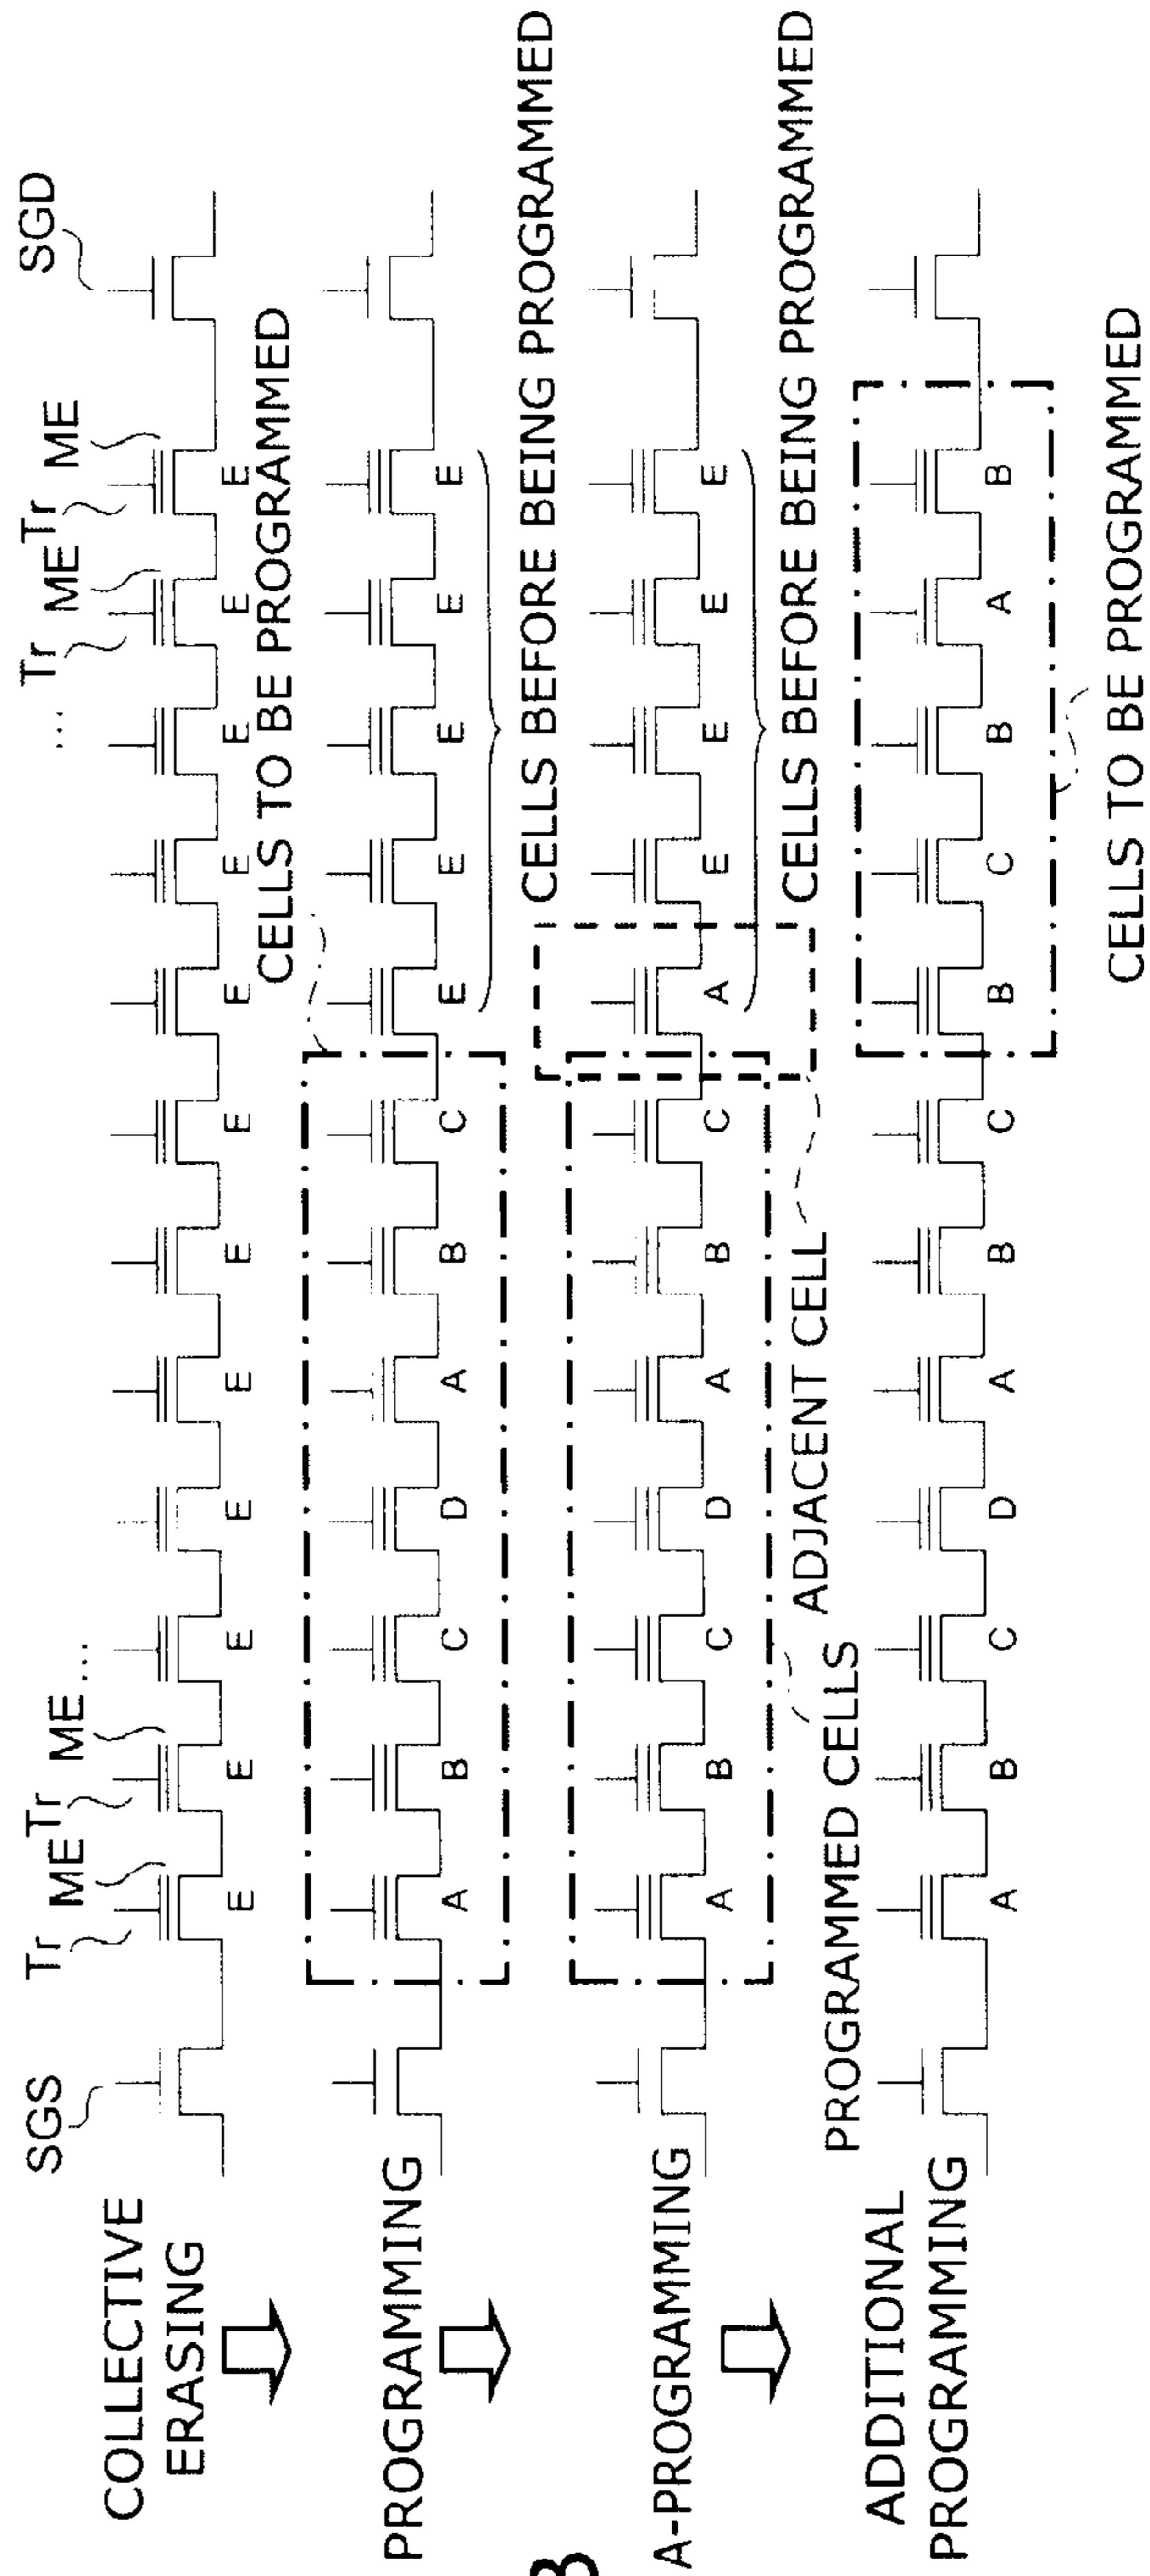 SGS
Tr ME Tr ME ...
... Tr ME Tr ME
SGD
COLLECTIVE
ERASING
E E E E E E E E E E E E
CELLS TO BE PROGRAMMED
PROGRAMMING
A B C D A B C E E E E E
CELLS BEFORE BEING PROGRAMMED
3
A-PROGRAMMING
A B C D A B C A E E E E
PROGRAMMED CELLS
ADJACENT CELL
CELLS BEFORE BEING PROGRAMMED
ADDITIONAL
PROGRAMMING
A B C D A B C B C B A B
CELLS TO BE PROGRAMMED